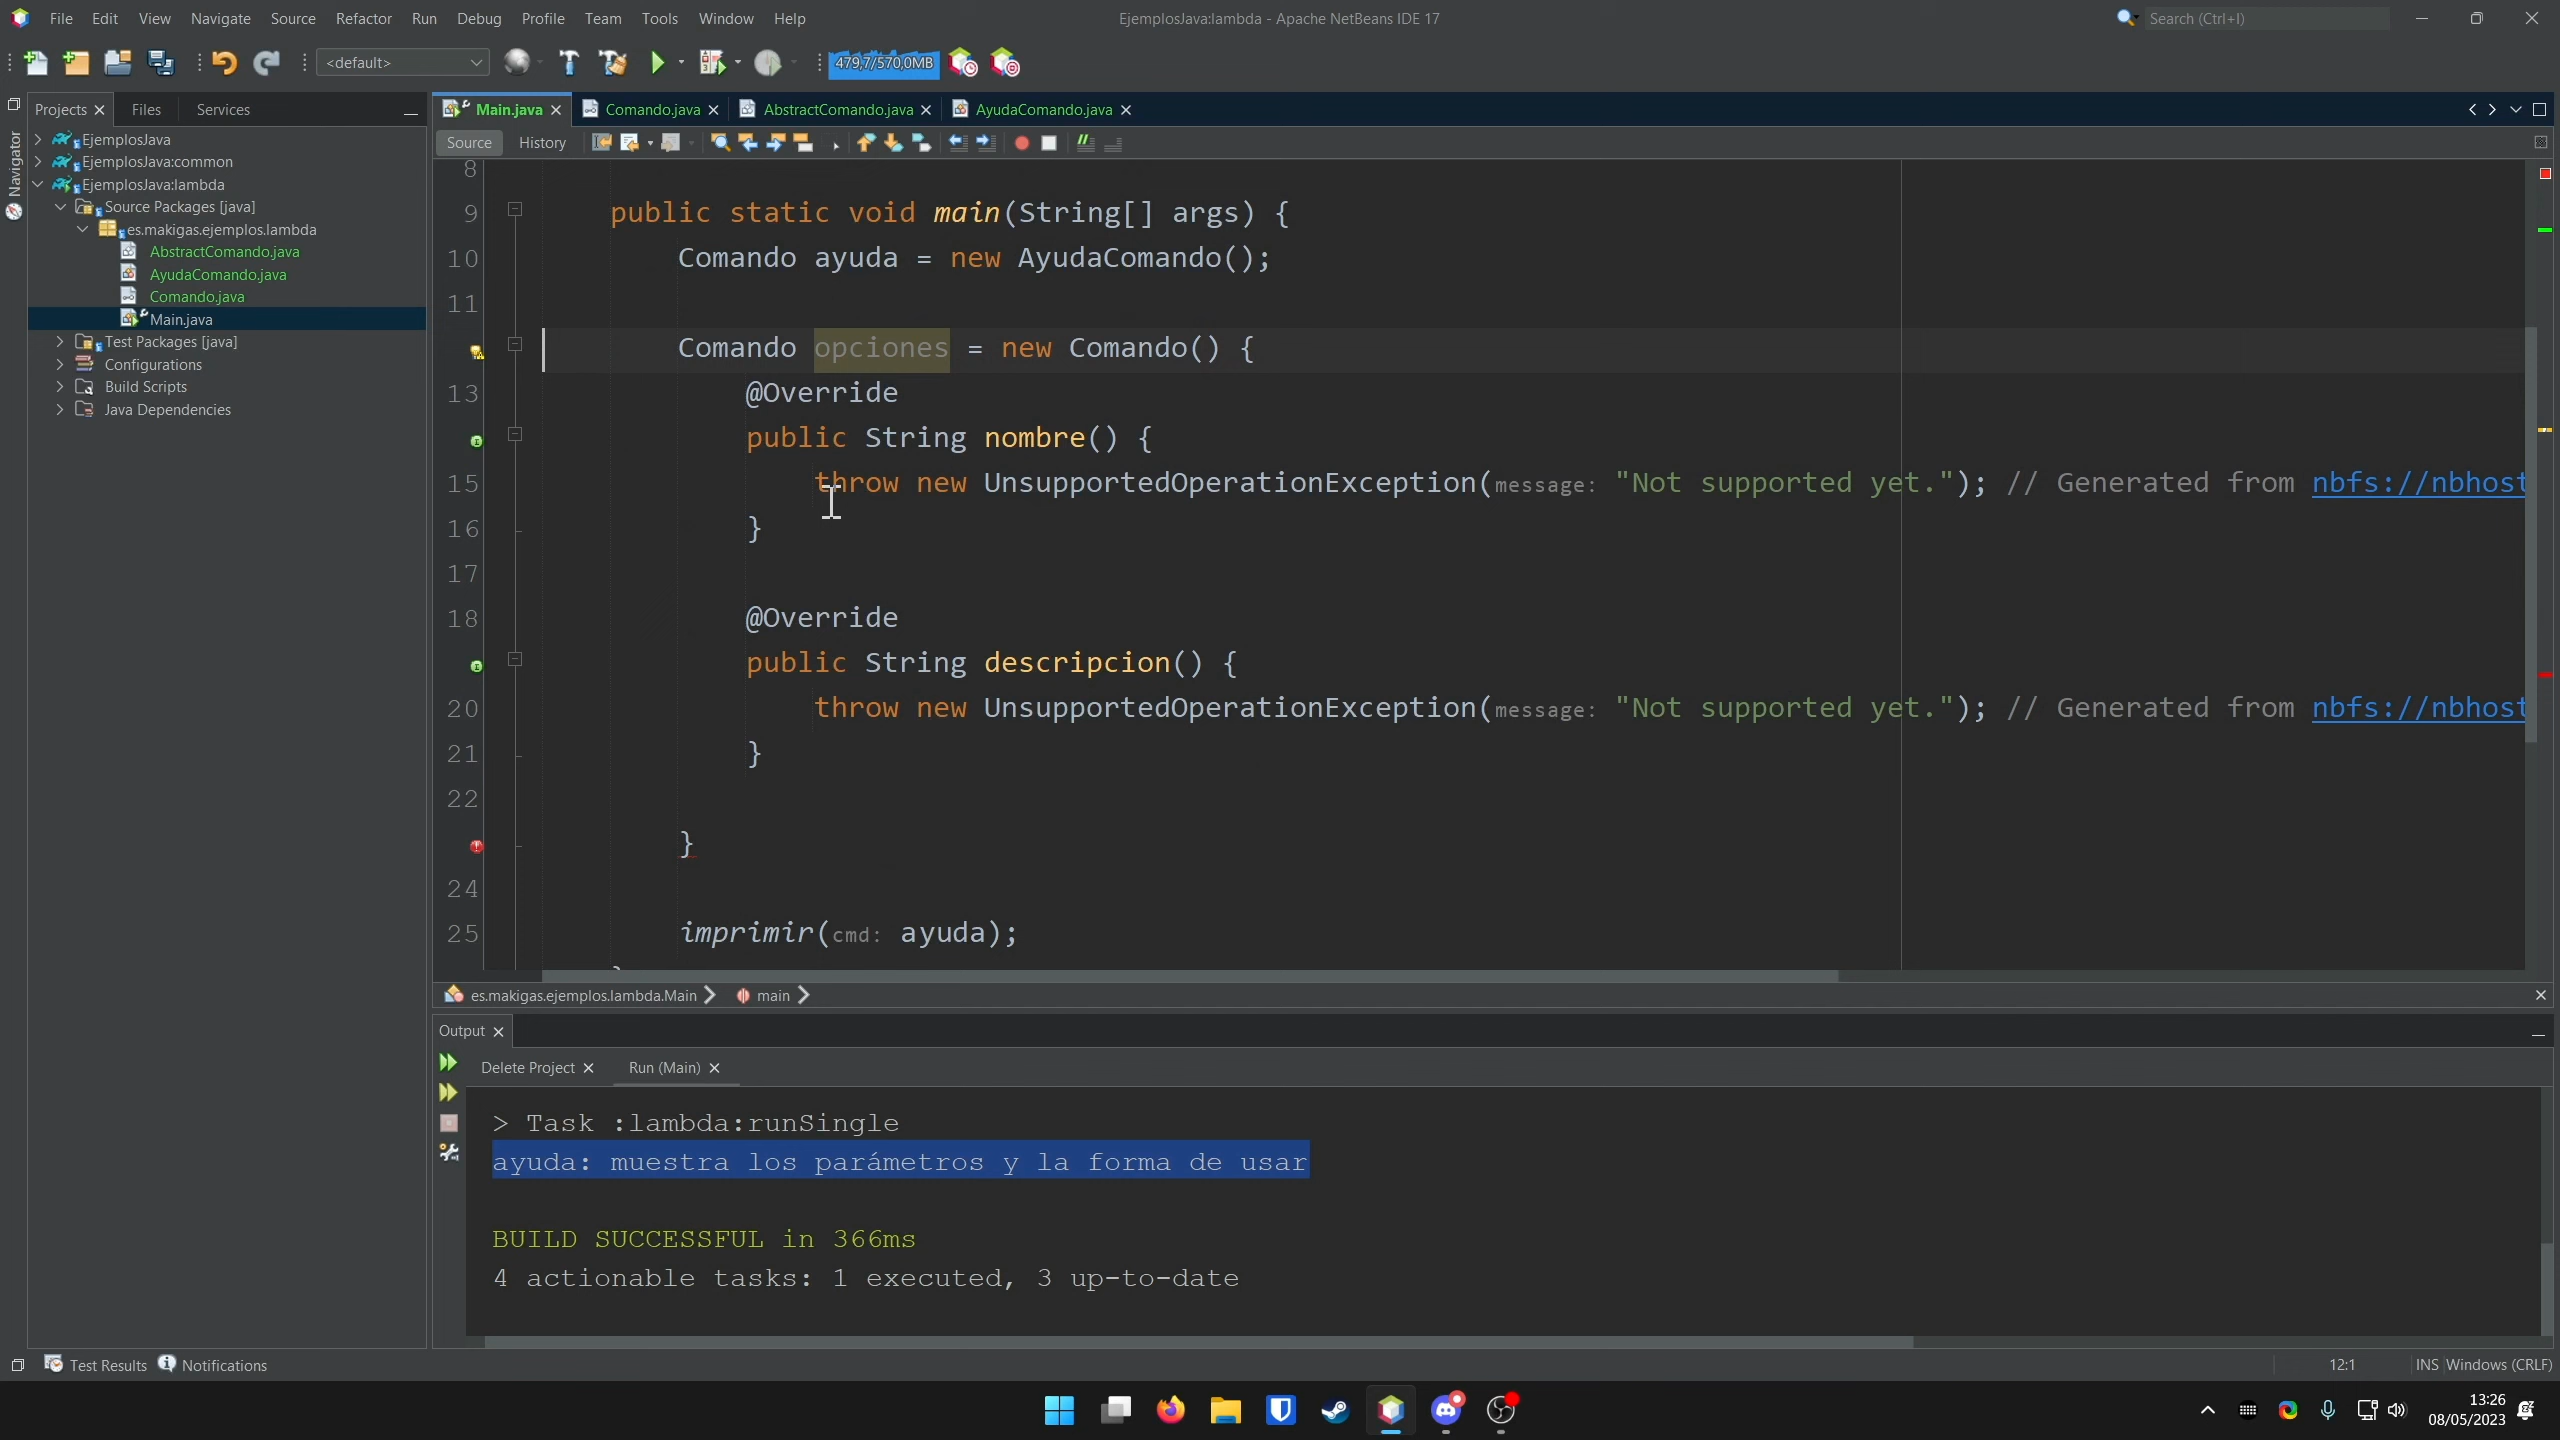 File Edit View Navigate Source Refactor Run Debug Profile Team Tools Window Help
EjemplosJava:lambda - Apache NetBeans IDE 17
Search (Ctrl+I)
<default>
479,7/570,0MB
Projects Files Services
Navigator
EjemplosJava
EjemplosJava:common
EjemplosJava:lambda
Source Packages [java]
es.makigas.ejemplos.lambda
AbstractComando.java
AyudaComando.java
Comando.java
Main.java
Test Packages [java]
Configurations
Build Scripts
Java Dependencies
Main.java Comando.java AbstractComando.java AyudaComando.java
Source History
8
9 public static void main(String[] args) {
10 Comando ayuda = new AyudaComando();
11
Comando opciones = new Comando() {
13 @Override
public String nombre() {
15 throw new UnsupportedOperationException(message: "Not supported yet."); // Generated from nbfs://nbhost
16 }
17
18 @Override
public String descripcion() {
20 throw new UnsupportedOperationException(message: "Not supported yet."); // Generated from nbfs://nbhost
21 }
22
}
24
25 imprimir(cmd: ayuda);
es.makigas.ejemplos.lambda.Main main
Output
Delete Project Run (Main)
> Task :lambda:runSingle
ayuda: muestra los parámetros y la forma de usar
BUILD SUCCESSFUL in 366ms
4 actionable tasks: 1 executed, 3 up-to-date
Test Results Notifications
12:1 INS Windows (CRLF)
13:26
08/05/2023